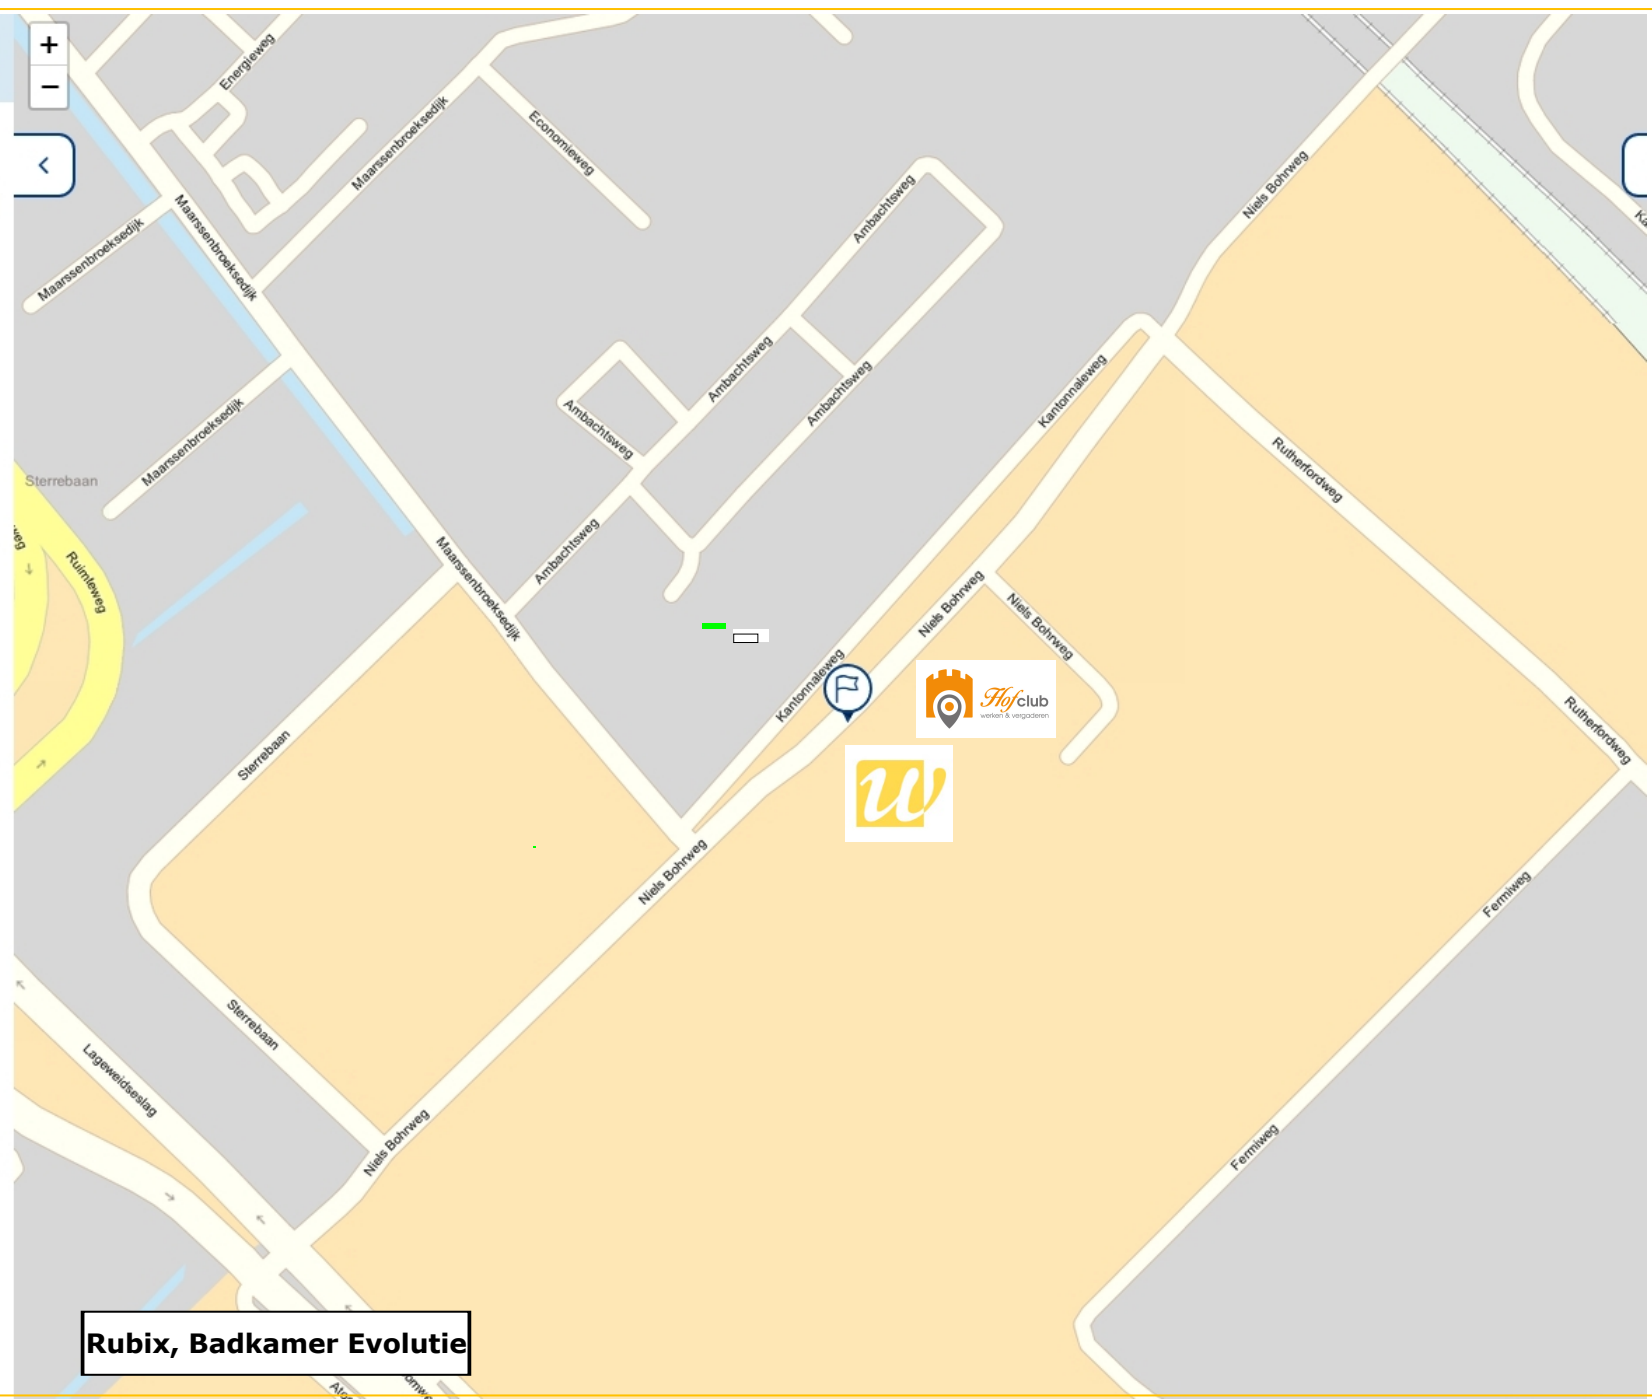 +
−
Energieweg
Maarssenbroeksedijk
Economieweg
Niels Bohrweg
Ambachtsweg
Maarssenbroeksedijk
Maarssenbroeksedijk
Ambachtsweg
Ambachtsweg
Kantonnaleweg
Maarssenbroeksedijk
Ambachtsweg
Rutherfordweg
Sterrebaan
Ambachtsweg
Maarssenbroeksedijk
Ruimteweg
Niels Bohrweg
Niels Bohrweg
Kantonnaleweg
Hofclub
werken & vergaderen
Rutherfordweg
Sterrebaan
w
Niels Bohrweg
Fermiweg
Sterrebaan
Lageweidseslag
Niels Bohrweg
Fermiweg
Rubix, Badkamer Evolutie